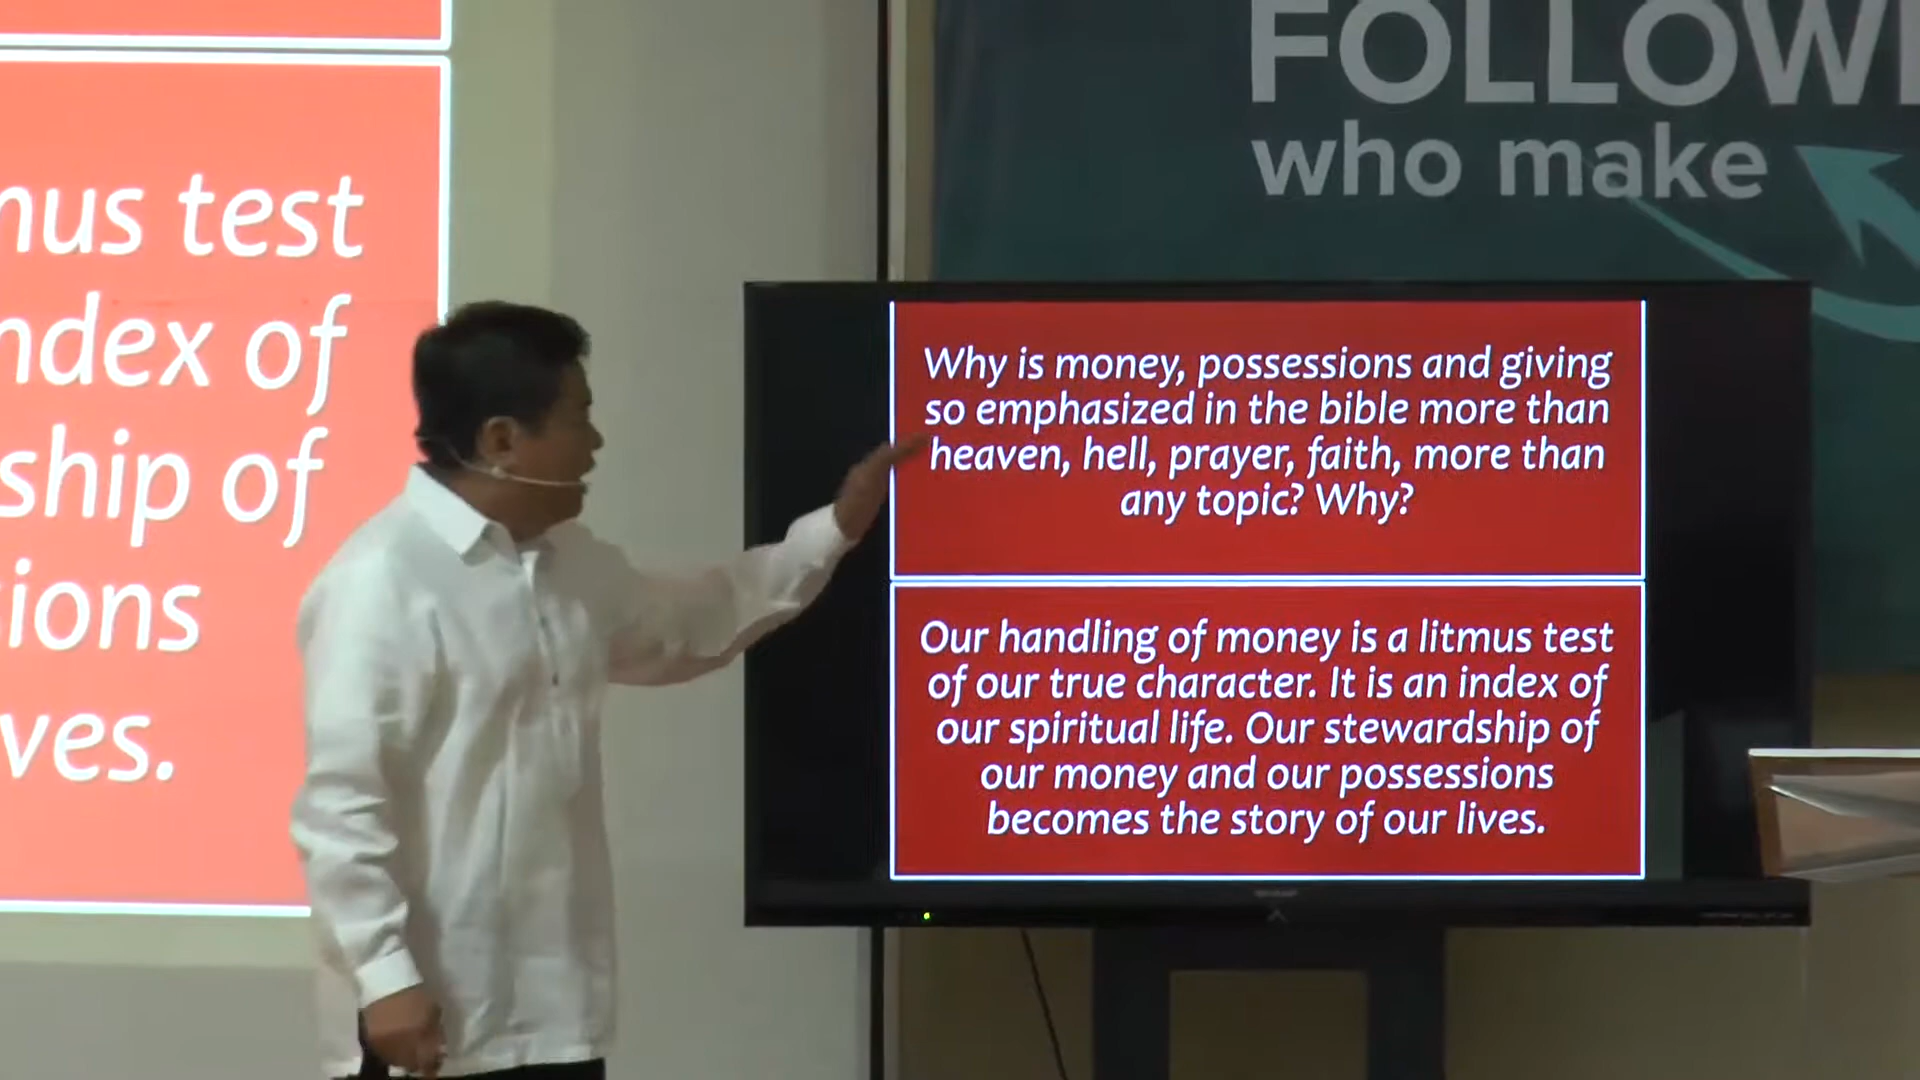 FOLLOW
who make
mus test
ndex of
ship of
sions
ves.
Why is money, possessions and giving
so emphasized in the bible more than
heaven, hell, prayer, faith, more than
any topic? Why?
Our handling of money is a litmus test
of our true character. It is an index of
our spiritual life. Our stewardship of
our money and our possessions
becomes the story of our lives.